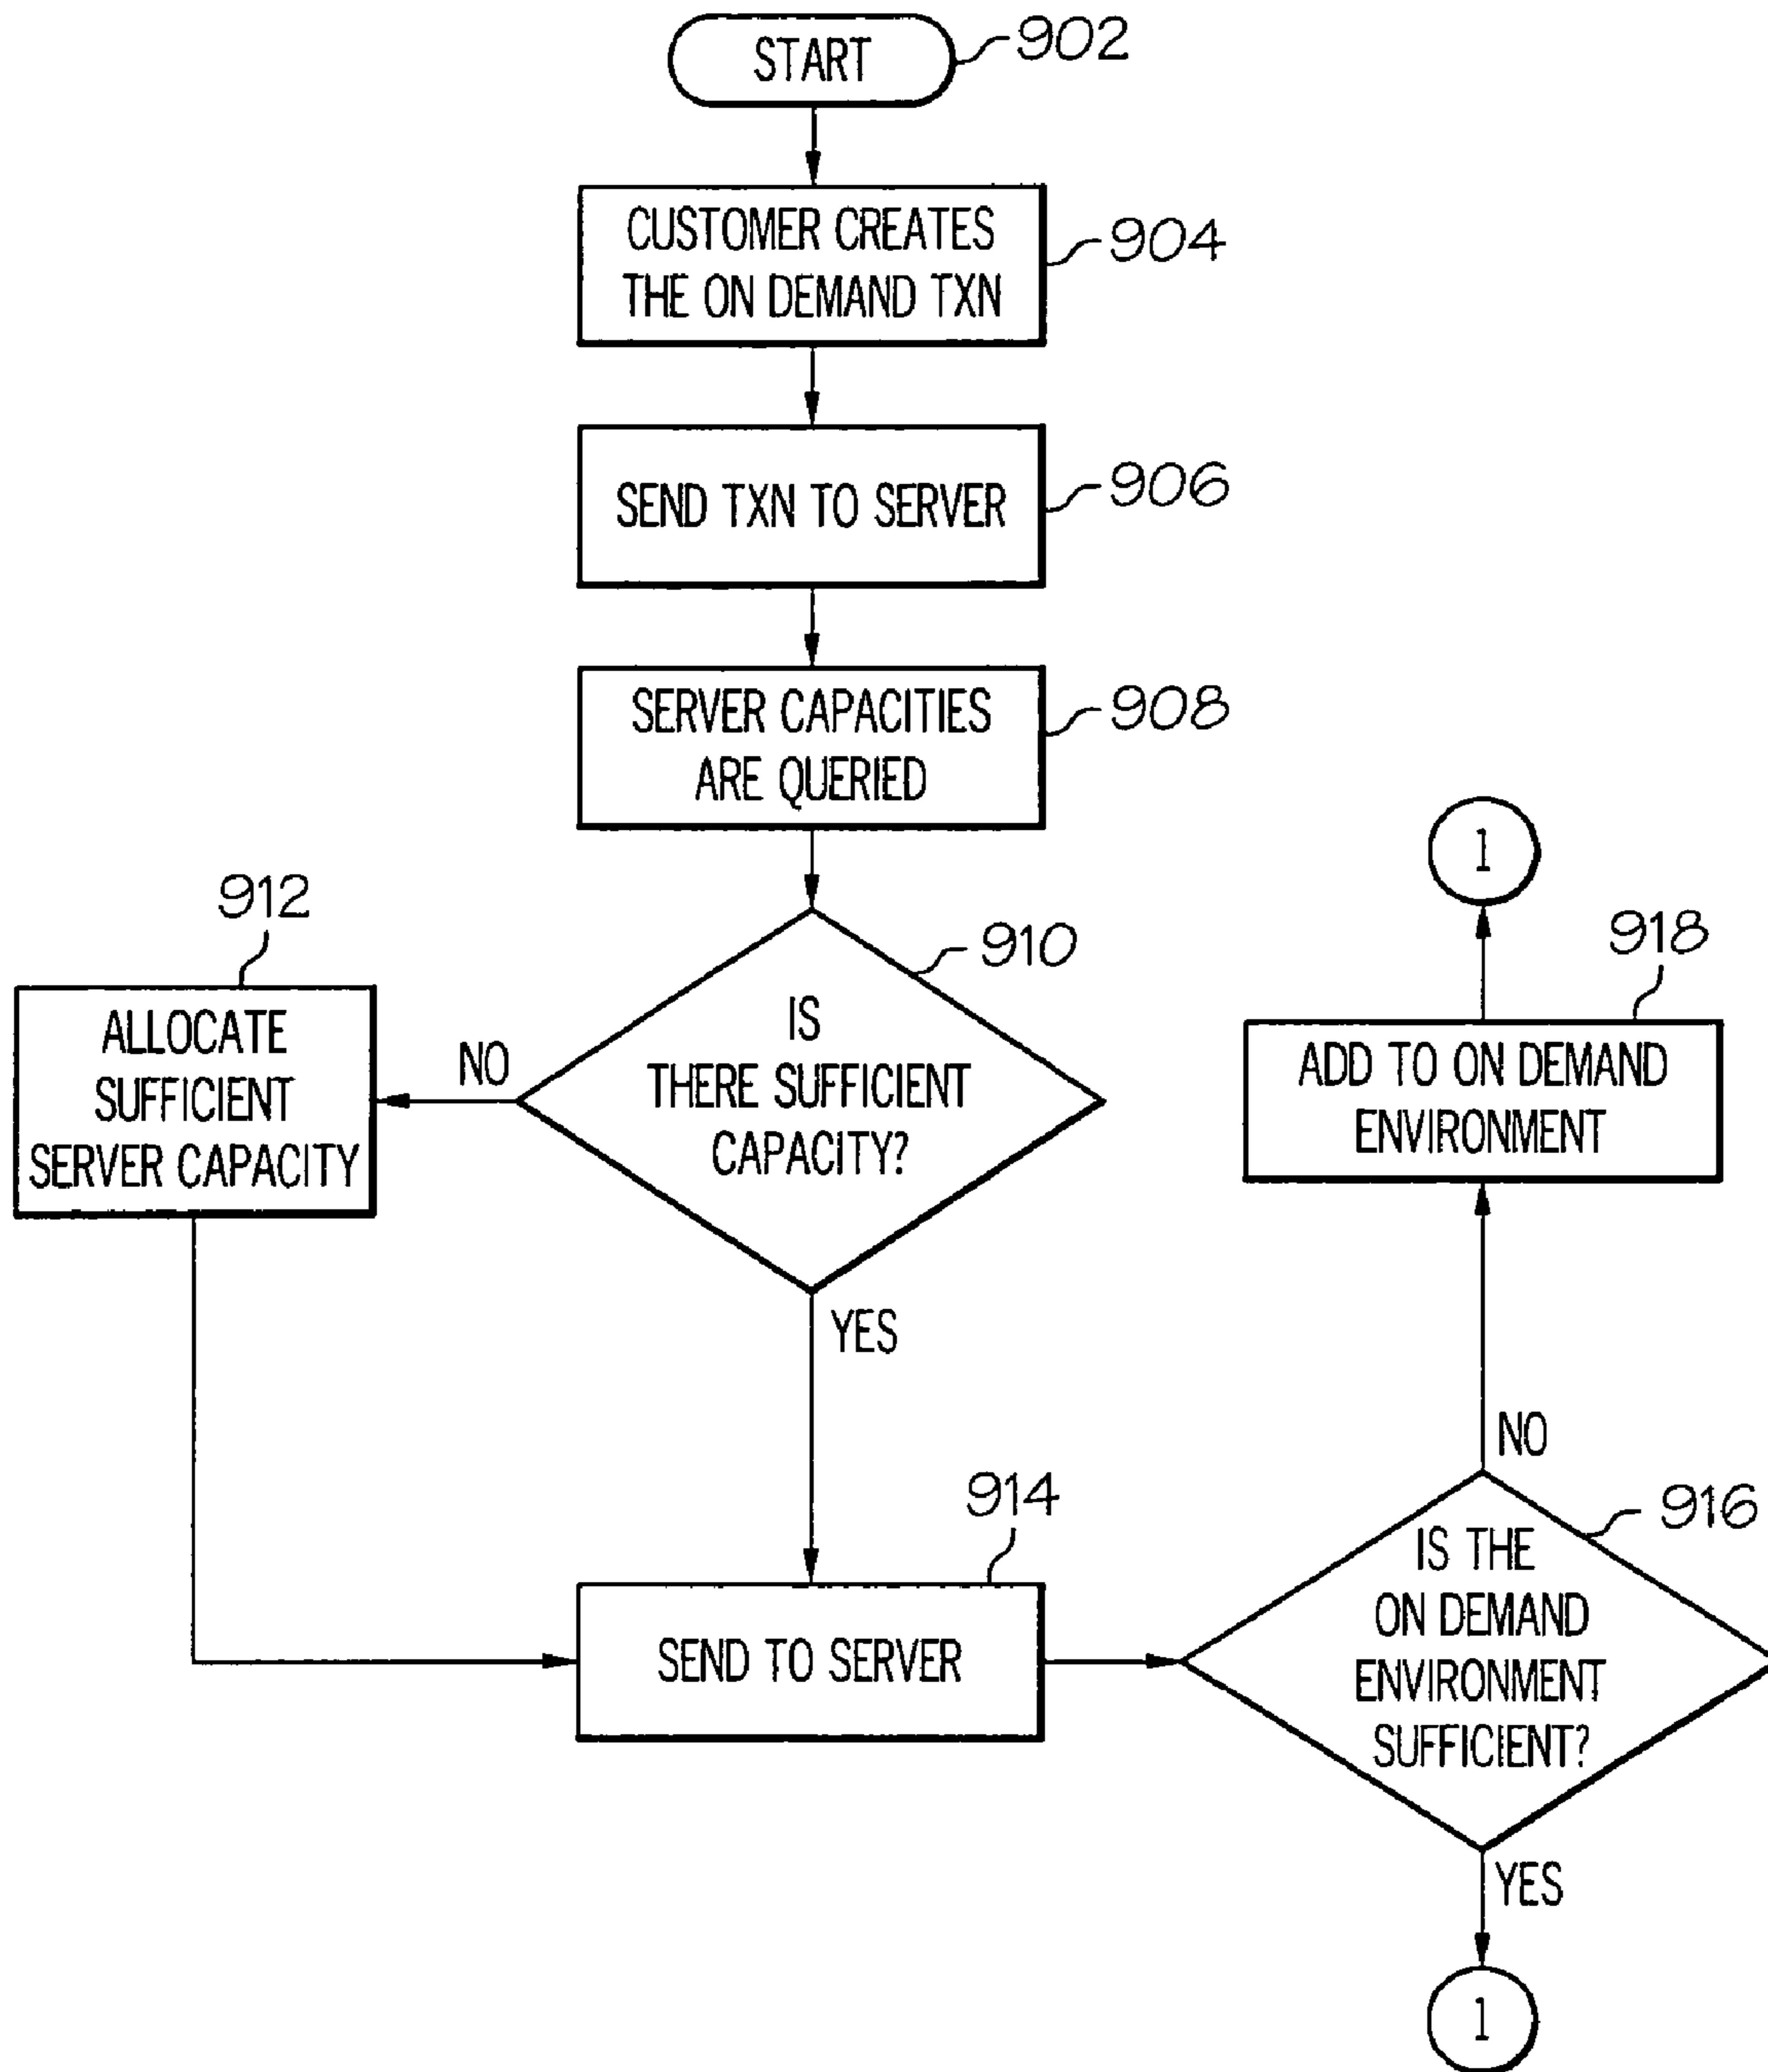 START
902
CUSTOMER CREATES
THE ON DEMAND TXN
904
SEND TXN TO SERVER
906
SERVER CAPACITIES
ARE QUERIED
908
IS
THERE SUFFICIENT
CAPACITY?
910
NO
912
ALLOCATE
SUFFICIENT
SERVER CAPACITY
YES
914
SEND TO SERVER
916
IS THE
ON DEMAND
ENVIRONMENT
SUFFICIENT?
NO
918
ADD TO ON DEMAND
ENVIRONMENT
1
YES
1